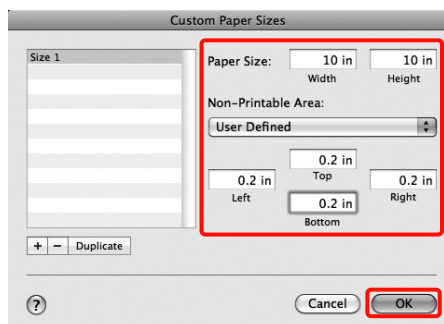 Custom Paper Sizes
Size 1
Paper Size: 10 in 10 in
Width Height
Non-Printable Area:
User Defined
0.2 in
Top
0.2 in 0.2 in
Left Right
0.2 in
Bottom
+ − Duplicate
? Cancel OK